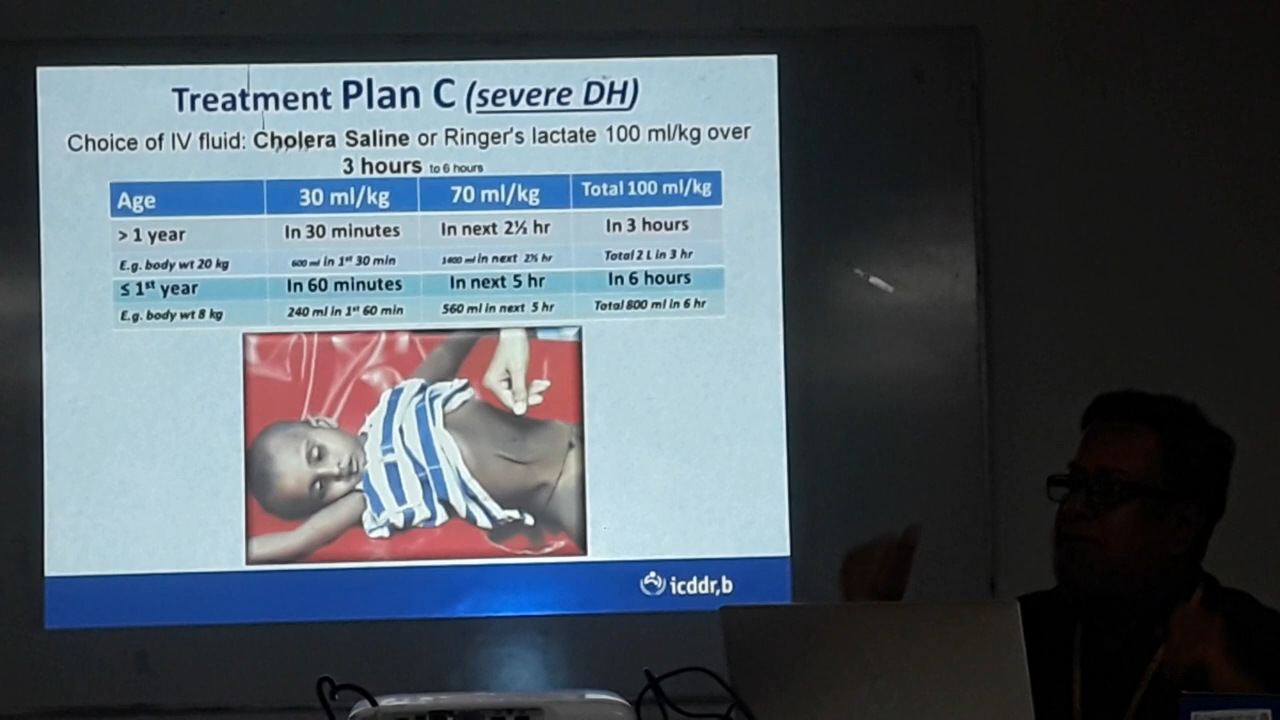 Treatment Plan C (severe DH)
Choice of IV fluid: Cholera Saline or Ringer's lactate 100 ml/kg over
3 hours to 6 hours
Age 30 ml/kg 70 ml/kg Total 100 ml/kg
> 1 year In 30 minutes In next 2½ hr In 3 hours
E.g. body wt 20 kg 600 ml in 1st 30 min 1400 ml in next 2½ hr Total 2 L in 3 hr
≤ 1st year In 60 minutes In next 5 hr In 6 hours
E.g. body wt 8 kg 240 ml in 1st 60 min 560 ml in next 5 hr Total 800 ml in 6 hr
icddr,b